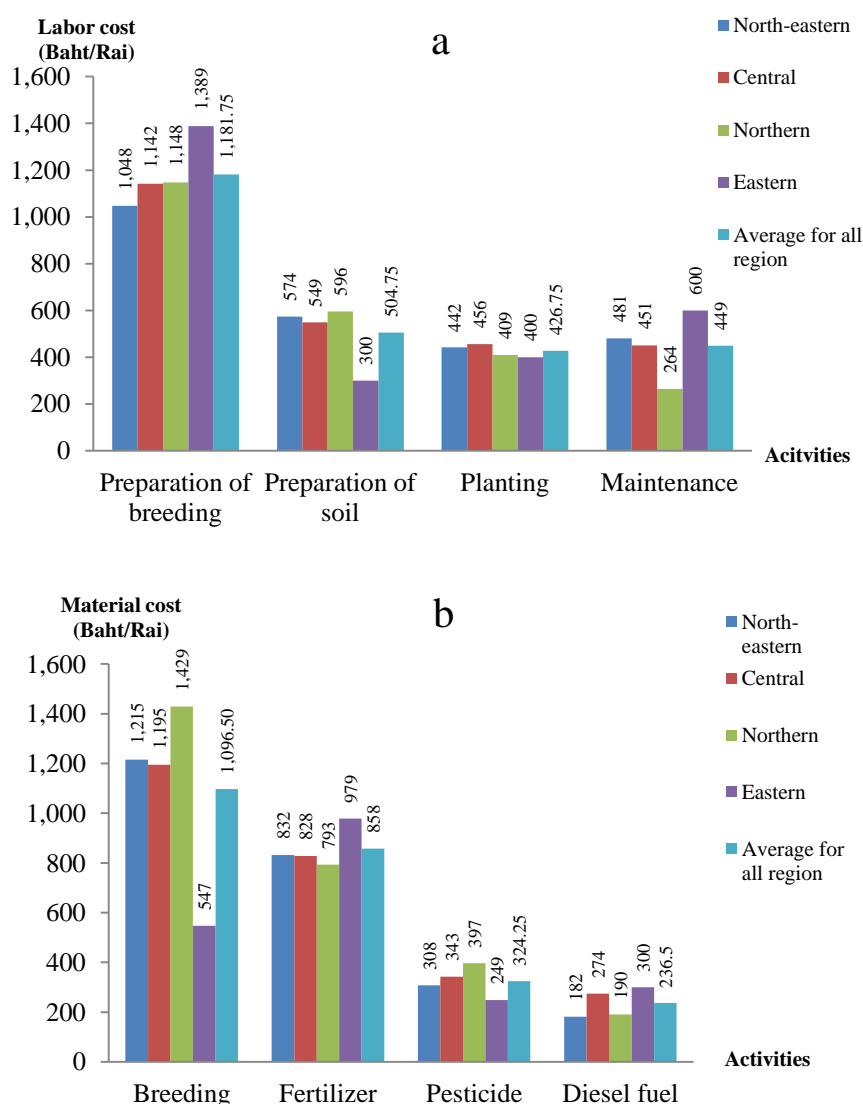 Labor cost
(Baht/Rai)
a
1,600
1,400
1,200
1,000
800
600
400
200
0
1,048
1,142
1,148
1,389
1,181.75
574
549
596
300
504.75
442
456
409
400
426.75
481
451
264
600
449
North-eastern
Central
Northern
Eastern
Average for all
region
Acitvities
Preparation of
breeding
Preparation of
soil
Planting
Maintenance
Material cost
(Baht/Rai)
b
1,600
1,400
1,200
1,000
800
600
400
200
0
1,215
1,195
1,429
547
1,096.50
832
828
793
979
858
308
343
397
249
324.25
182
274
190
300
236.5
North-
eastern
Central
Northern
Eastern
Average for
all region
Activities
Breeding
Fertilizer
Pesticide
Diesel fuel